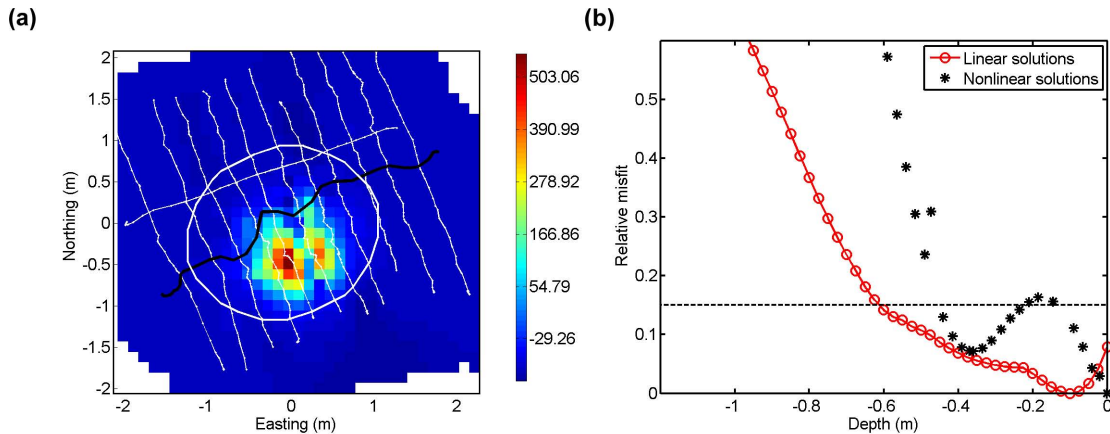 (a)
2
1.5
1
0.5
0
-0.5
-1
-1.5
-2
Northing (m)
-2 -1 0 1 2
Easting (m)
503.06
390.99
278.92
166.86
54.79
-29.26
(b)
Linear solutions
Nonlinear solutions
0.5
0.4
0.3
0.2
0.1
0
Relative misfit
-1 -0.8 -0.6 -0.4 -0.2 0
Depth (m)